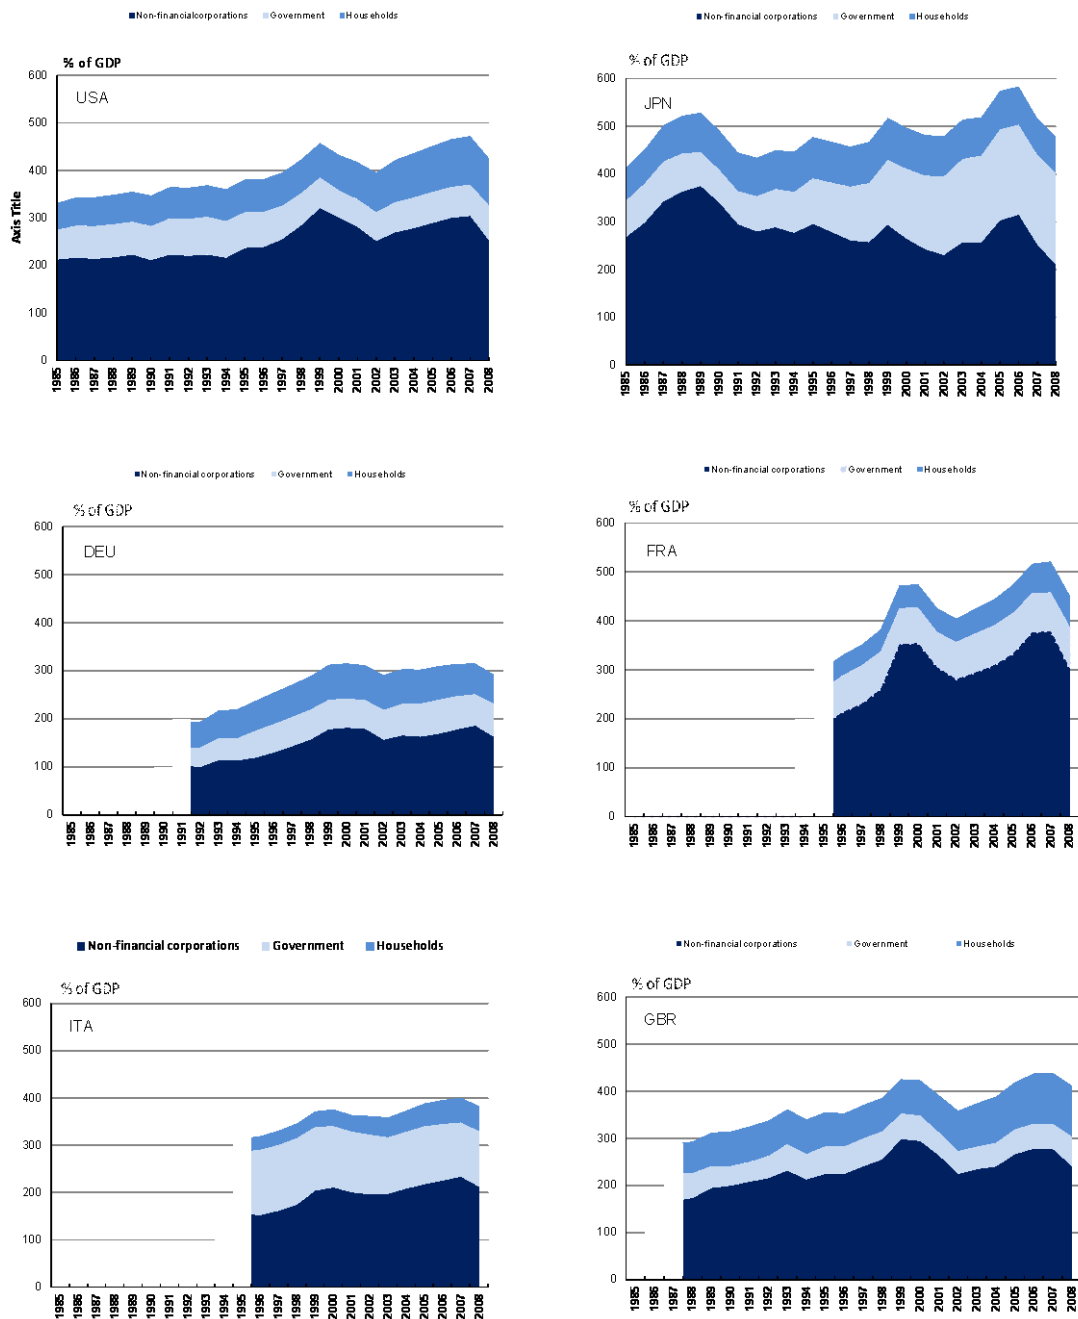 Non-financial corporations Government Households
% of GDP
USA
Axis Title
600
500
400
300
200
100
0
1985 1986 1987 1988 1989 1990 1991 1992 1993 1994 1995 1996 1997 1998 1999 2000 2001 2002 2003 2004 2005 2006 2007 2008
Non-financial corporations Government Households
% of GDP
JPN
600
500
400
300
200
100
0
1985 1986 1987 1988 1989 1990 1991 1992 1993 1994 1995 1996 1997 1998 1999 2000 2001 2002 2003 2004 2005 2006 2007 2008
Non-financial corporations Government Households
% of GDP
DEU
600
500
400
300
200
100
0
1985 1986 1987 1988 1989 1990 1991 1992 1993 1994 1995 1996 1997 1998 1999 2000 2001 2002 2003 2004 2005 2006 2007 2008
Non-financial corporations Government Households
% of GDP
FRA
600
500
400
300
200
100
0
1985 1986 1987 1988 1989 1990 1991 1992 1993 1994 1995 1996 1997 1998 1999 2000 2001 2002 2003 2004 2005 2006 2007 2008
Non-financial corporations Government Households
% of GDP
ITA
600
500
400
300
200
100
0
1985 1986 1987 1988 1989 1990 1991 1992 1993 1994 1995 1996 1997 1998 1999 2000 2001 2002 2003 2004 2005 2006 2007 2008
Non-financial corporations Government Households
% of GDP
GBR
600
500
400
300
200
100
0
1985 1986 1987 1988 1989 1990 1991 1992 1993 1994 1995 1996 1997 1998 1999 2000 2001 2002 2003 2004 2005 2006 2007 2008